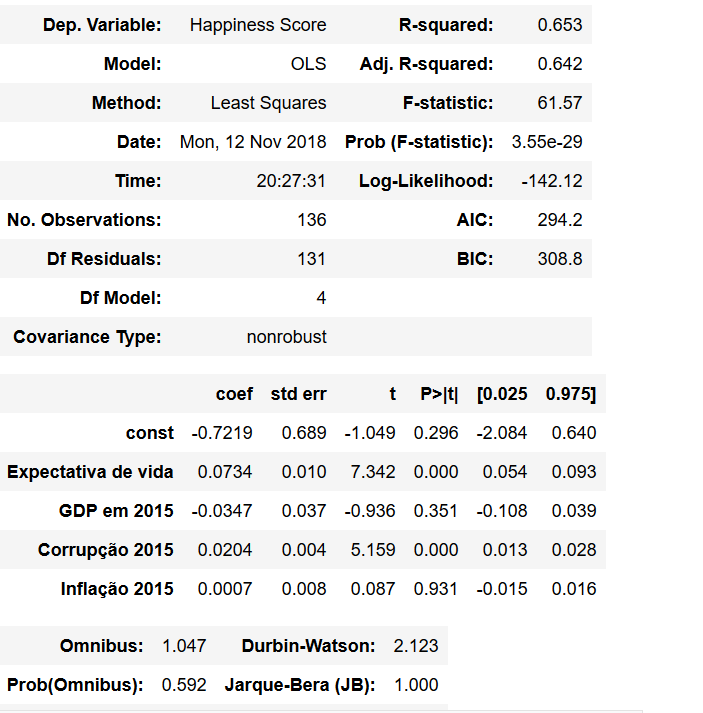 Dep. Variable: Happiness Score R-squared: 0.653
Model: OLS Adj. R-squared: 0.642
Method: Least Squares F-statistic: 61.57
Date: Mon, 12 Nov 2018 Prob (F-statistic): 3.55e-29
Time: 20:27:31 Log-Likelihood: -142.12
No. Observations: 136 AIC: 294.2
Df Residuals: 131 BIC: 308.8
Df Model: 4
Covariance Type: nonrobust
coef std err t P>|t| [0.025 0.975]
const -0.7219 0.689 -1.049 0.296 -2.084 0.640
Expectativa de vida 0.0734 0.010 7.342 0.000 0.054 0.093
GDP em 2015 -0.0347 0.037 -0.936 0.351 -0.108 0.039
Corrupção 2015 0.0204 0.004 5.159 0.000 0.013 0.028
Inflação 2015 0.0007 0.008 0.087 0.931 -0.015 0.016
Omnibus: 1.047 Durbin-Watson: 2.123
Prob(Omnibus): 0.592 Jarque-Bera (JB): 1.000